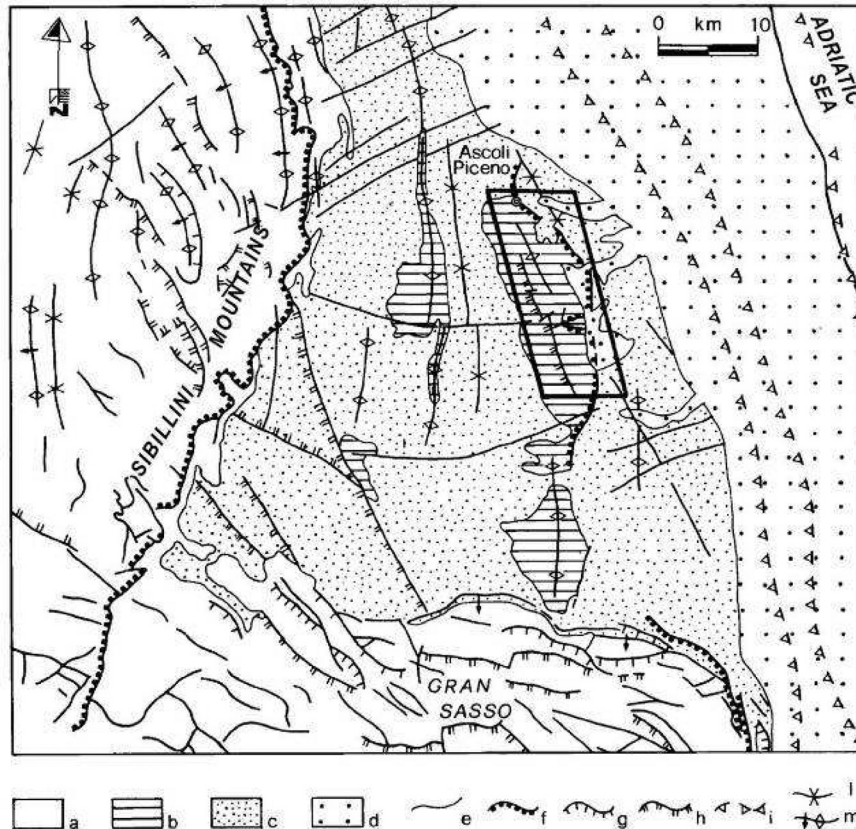 0 km 10
ADRIATIC SEA
N
Ascoli
Piceno
SIBILLINI MOUNTAINS
GRAN
SASSO
a b c d e f g h i l
m